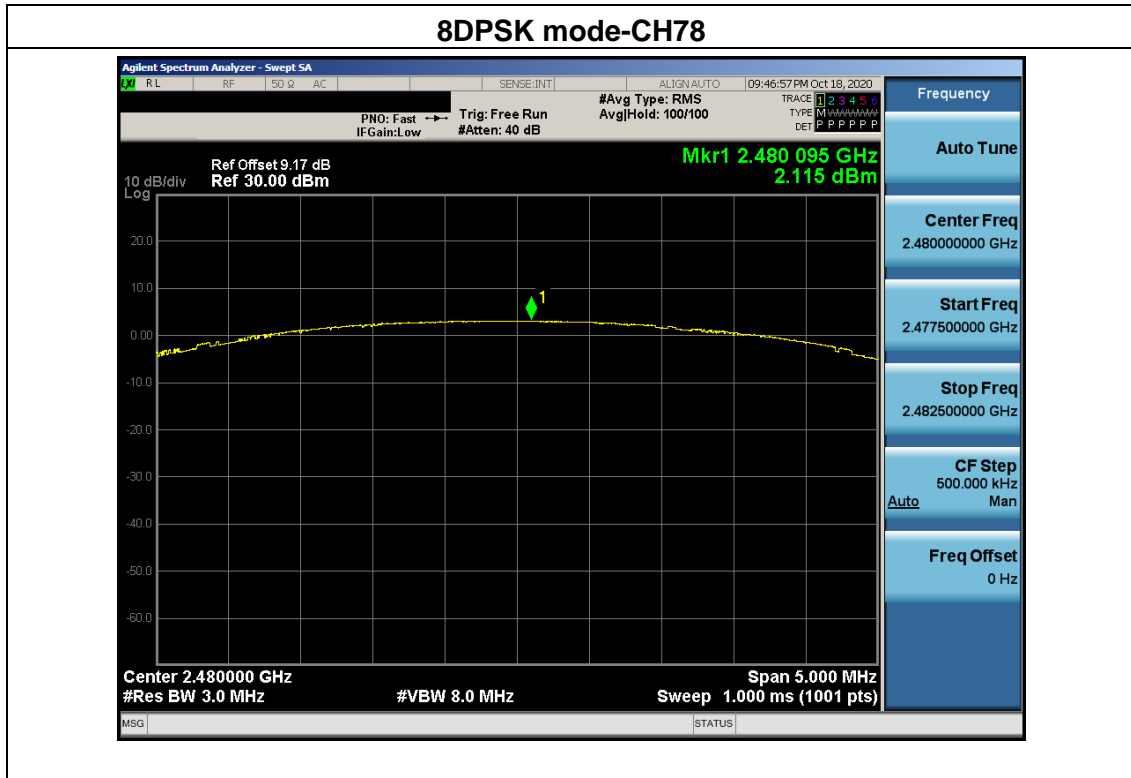 8DPSK mode-CH78
Agilent Spectrum Analyzer - Swept SA
LXI RL RF 50 Ω AC SENSE:INT ALIGN AUTO 09:46:57 PM Oct 18, 2020
PNO: Fast Trig: Free Run #Avg Type: RMS TRACE 1 2 3 4 5 6
IFGain:Low #Atten: 40 dB Avg|Hold: 100/100 TYPE M WWWWW
DET P P P P P P
Frequency
Mkr1 2.480 095 GHz
2.115 dBm
Ref Offset 9.17 dB
10 dB/div Ref 30.00 dBm
Log
20.0
10.0
1
0.00
-10.0
-20.0
-30.0
-40.0
-50.0
-60.0
Center 2.480000 GHz Span 5.000 MHz
#Res BW 3.0 MHz #VBW 8.0 MHz Sweep 1.000 ms (1001 pts)
Auto Tune
Center Freq
2.480000000 GHz
Start Freq
2.477500000 GHz
Stop Freq
2.482500000 GHz
CF Step
500.000 kHz
Auto Man
Freq Offset
0 Hz
MSG STATUS